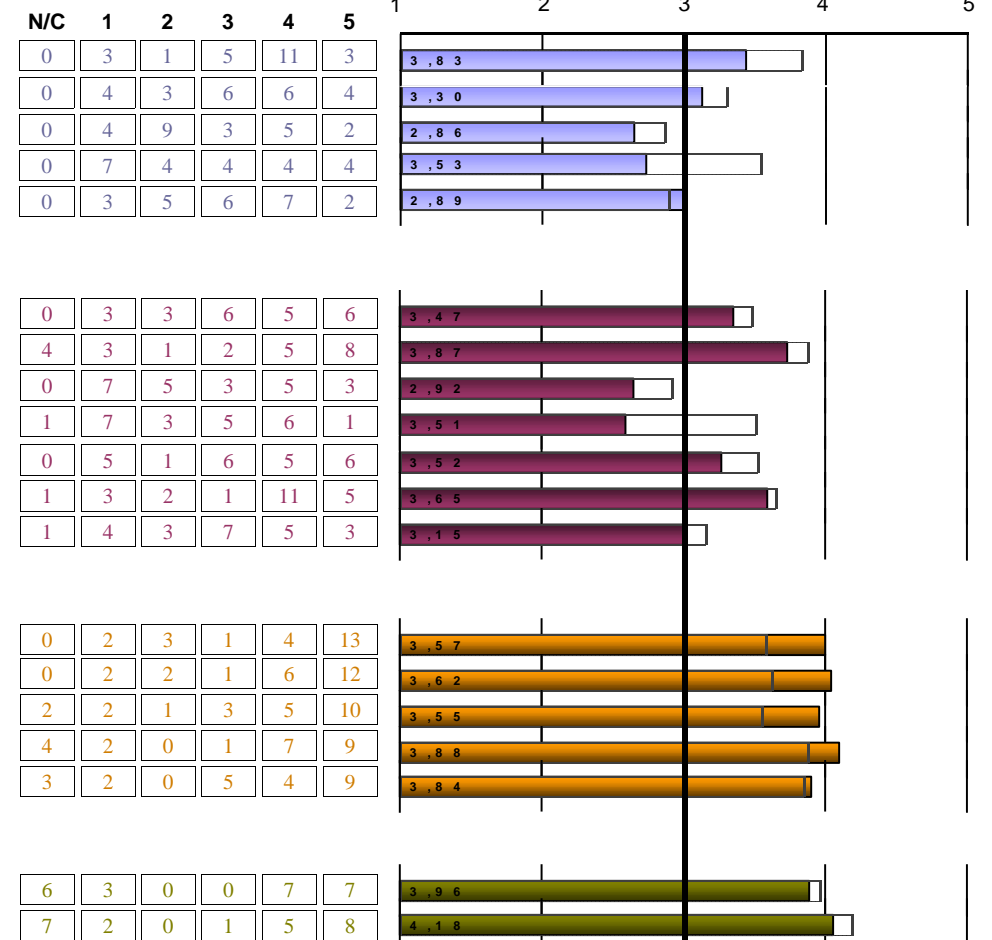 1 2 3 4 5
N/C 1 2 3 4 5
0 3 1 5 11 3 3,83
0 4 3 6 6 4 3,30
0 4 9 3 5 2 2,86
0 7 4 4 4 4 3,53
0 3 5 6 7 2 2,89
0 3 3 6 5 6 3,47
4 3 1 2 5 8 3,87
0 7 5 3 5 3 2,92
1 7 3 5 6 1 3,51
0 5 1 6 5 6 3,52
1 3 2 1 11 5 3,65
1 4 3 7 5 3 3,15
0 2 3 1 4 13 3,57
0 2 2 1 6 12 3,62
2 2 1 3 5 10 3,55
4 2 0 1 7 9 3,88
3 2 0 5 4 9 3,84
6 3 0 0 7 7 3,96
7 2 0 1 5 8 4,18